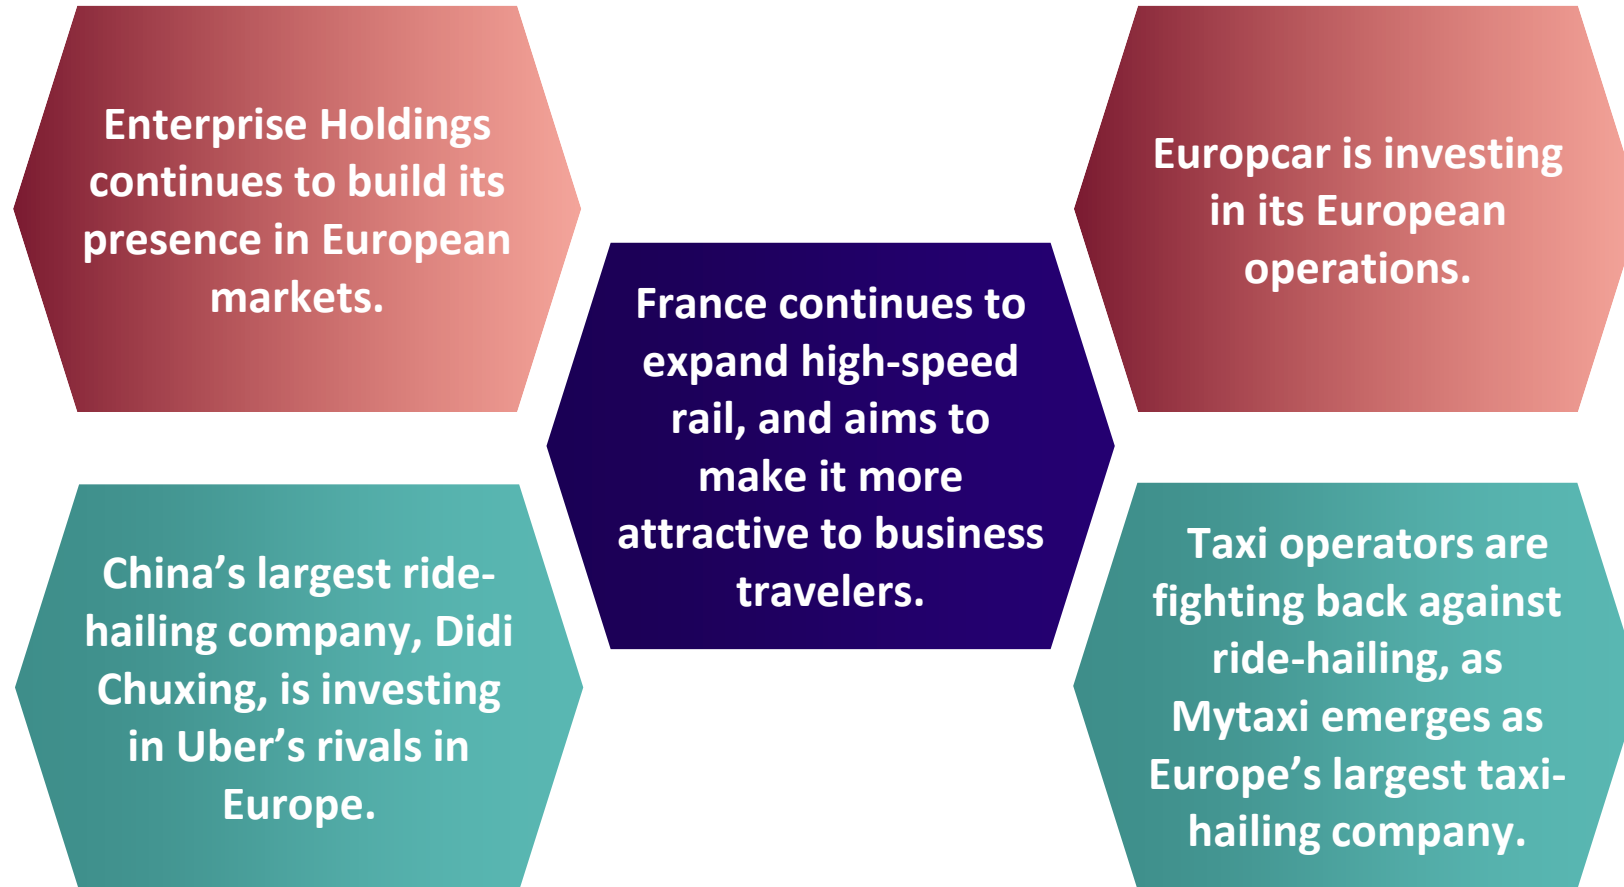 Enterprise Holdings
continues to build its
presence in European
markets.
Europcar is investing
in its European
operations.
France continues to
expand high-speed
rail, and aims to
make it more
attractive to business
travelers.
China’s largest ride-
hailing company, Didi
Chuxing, is investing
in Uber’s rivals in
Europe.
Taxi operators are
fighting back against
ride-hailing, as
Mytaxi emerges as
Europe’s largest taxi-
hailing company.